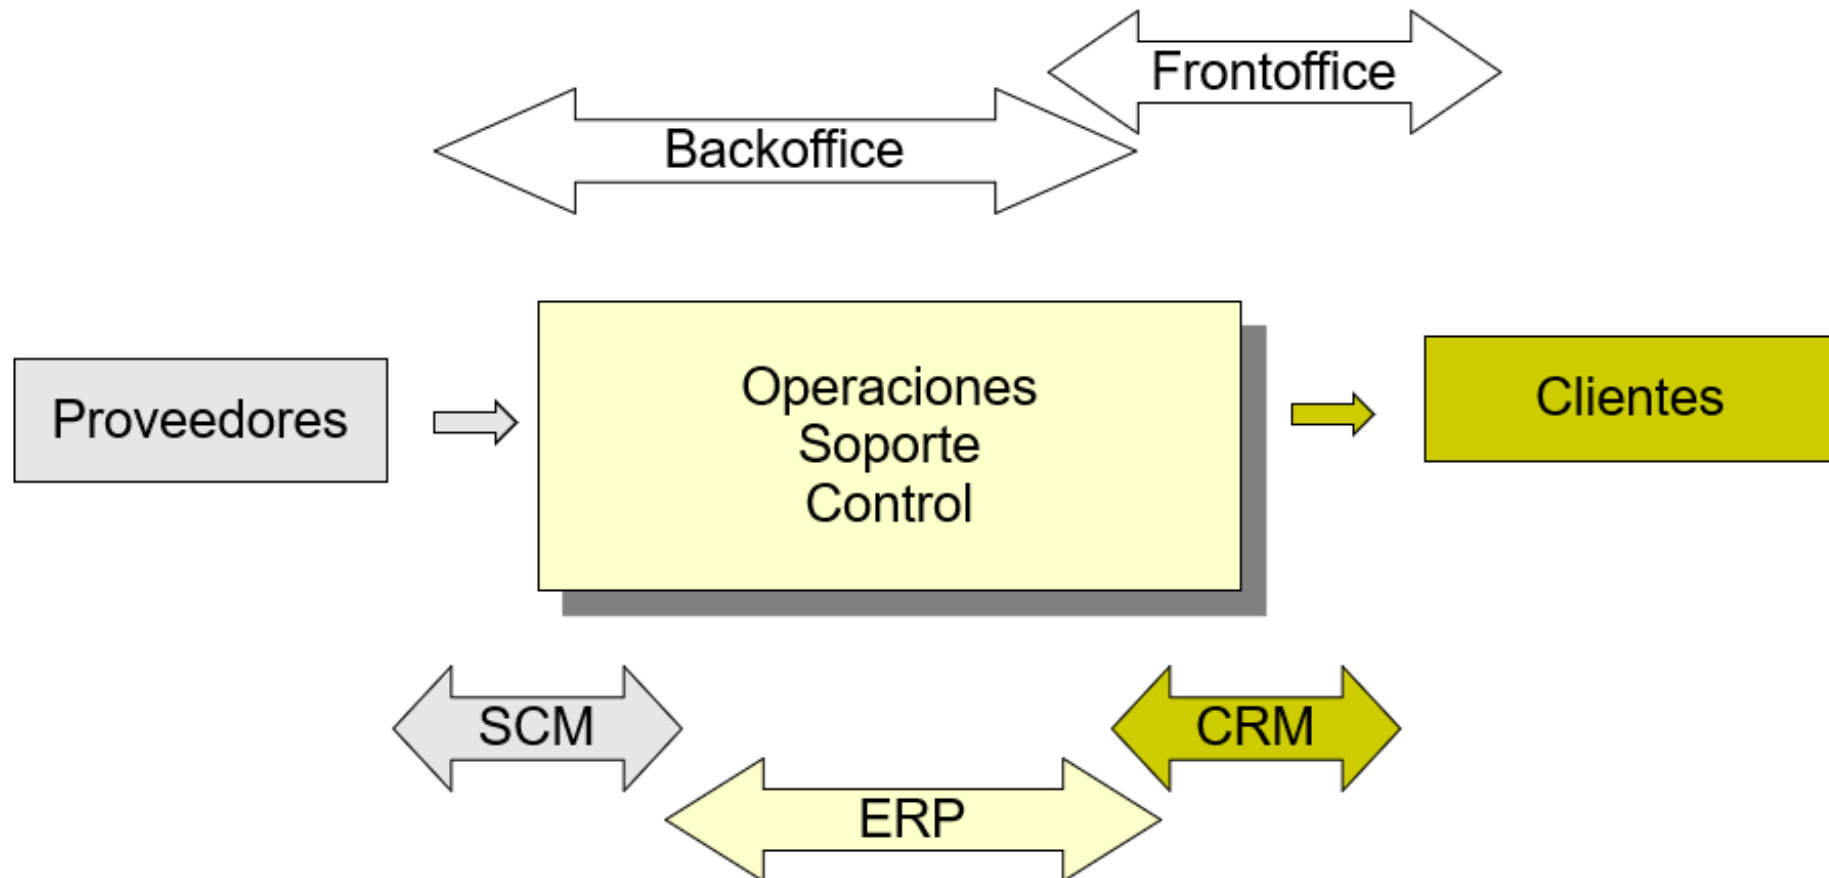 Frontoffice
Backoffice
Proveedores
Operaciones
Soporte
Control
Clientes
SCM
CRM
ERP